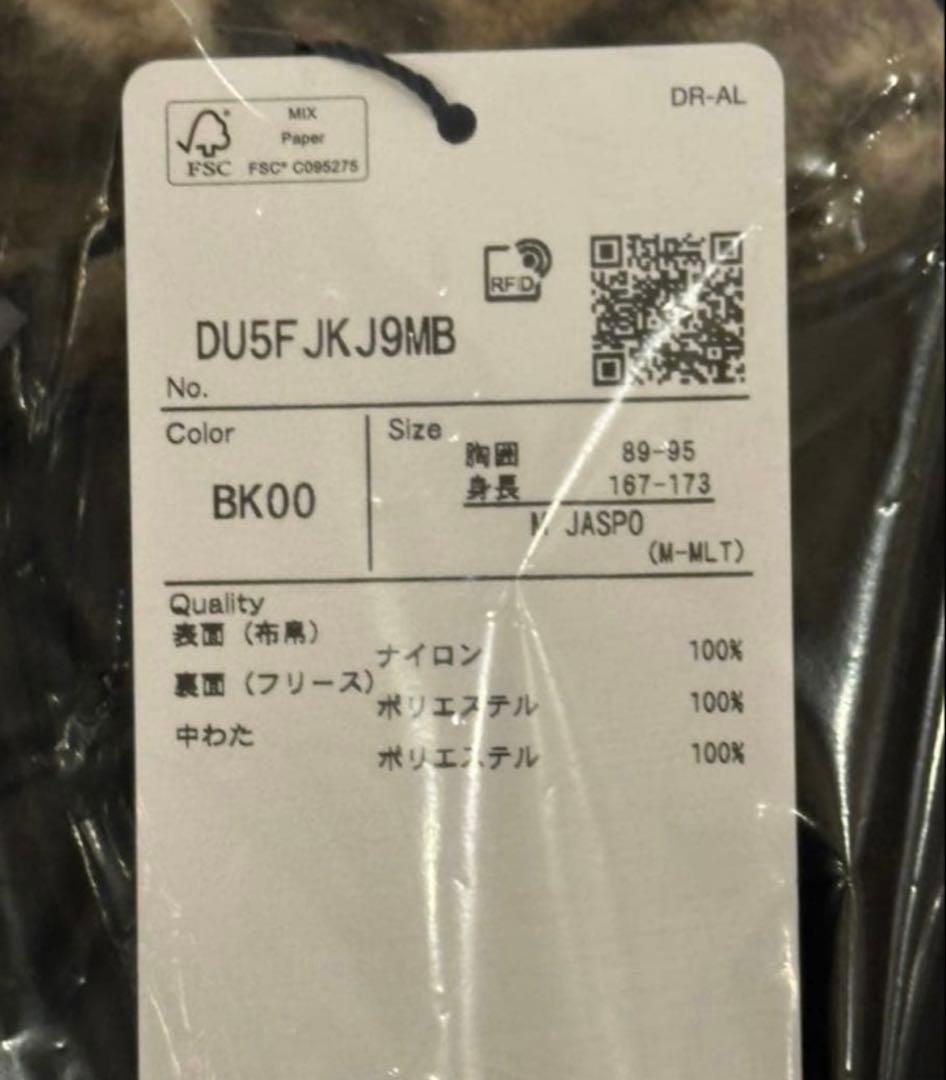 DR-AL
MIX
Paper
FSC® C095275
FSC
RFID
DU5FJKJ9MB
No.
Color
BK00
Size
胸囲 89-95
身長 167-173
M JASPO
(M-MLT)
Quality
表面（布帛）
ナイロン 100%
裏面（フリース）
ポリエステル 100%
中わた
ポリエステル 100%